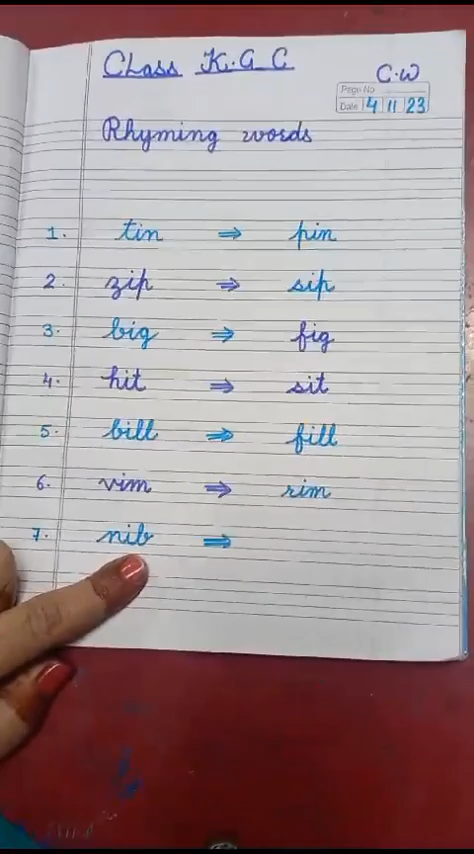 Class K.G C
C.W
Page No
Date 4 11 23
Rhyming words
1. tin ⇒ pin
2. zip ⇒ sip
3. big ⇒ fig
4. hit ⇒ sit
5. bill ⇒ fill
6. vim ⇒ rim
7. nib ⇒